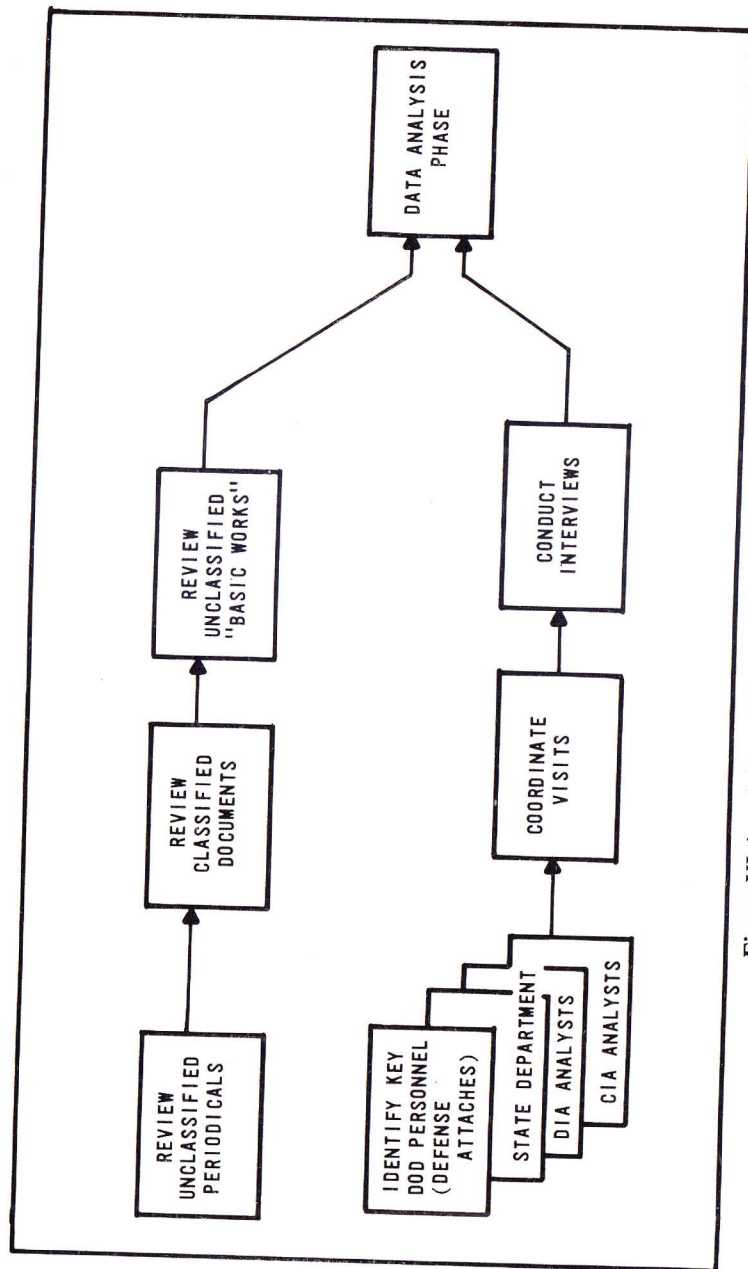 REVIEW
UNCLASSIFIED
PERIODICALS
REVIEW
CLASSIFIED
DOCUMENTS
REVIEW
UNCLASSIFIED
"BASIC WORKS"
DATA ANALYSIS
PHASE
IDENTIFY KEY
DOD PERSONNEL
(DEFENSE
ATTACHES)
STATE DEPARTMENT
DIA ANALYSTS
CIA ANALYSTS
COORDINATE
VISITS
CONDUCT
INTERVIEWS